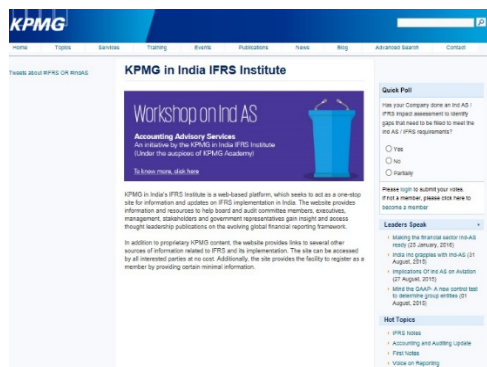 KPMG
Home Topics Services Training Events Publications News Blog Advanced Search Contact
Tweets about #IFRS OR #IndAS
KPMG in India IFRS Institute
Workshop on Ind AS
Accounting Advisory Services
An initiative by the KPMG in India IFRS Institute
(Under the auspices of KPMG Academy)
To know more, click here
KPMG in India's IFRS Institute is a web-based platform, which seeks to act as a one-stop
site for information and updates on IFRS implementation in India. The website provides
information and resources to help board and audit committee members, executives,
management, stakeholders and government representatives gain insight and access
thought leadership publications on the evolving global financial reporting framework.
In addition to proprietary KPMG content, the website provides links to several other
sources of information related to IFRS and its implementation. The site can be accessed
by all interested parties at no cost. Additionally, the site provides the facility to register as a
member by providing certain minimal information.
Quick Poll
Has your Company done an Ind AS /
IFRS impact assessment to identify
gaps that need to be filled to meet the
Ind AS / IFRS requirements?
Yes
No
Partially
Please login to submit your votes.
If not a member, please click here to
become a member
Leaders Speak
Making the financial sector Ind-AS
ready (25 January, 2016)
India Inc grapples with Ind-AS (31
August, 2015)
Implications Of Ind AS on Aviation
(27 August, 2015)
Mind the GAAP- A new control test
to determine group entities (01
August, 2015)
Hot Topics
IFRS Notes
Accounting and Auditing Update
First Notes
Voice on Reporting